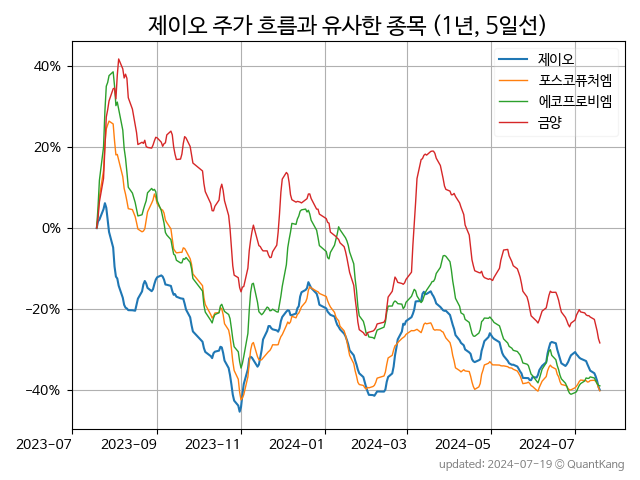 제이오 주가 흐름과 유사한 종목 (1년, 5일선)
제이오
포스코퓨처엠
에코프로비엠
금양
40%
20%
0%
−20%
−40%
2023-07 2023-09 2023-11 2024-01 2024-03 2024-05 2024-07
updated: 2024-07-19 © QuantKang